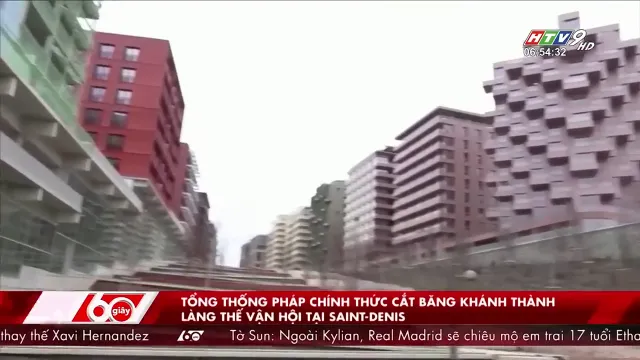 HTV9 HD
06:54:32
60 giây
TỔNG THỐNG PHÁP CHÍNH THỨC CẮT BĂNG KHÁNH THÀNH
LÀNG THẾ VẬN HỘI TẠI SAINT-DENIS
thay thế Xavi Hernandez 60giây Tờ Sun: Ngoài Kylian, Real Madrid sẽ chiêu mộ em trai 17 tuổi Etha